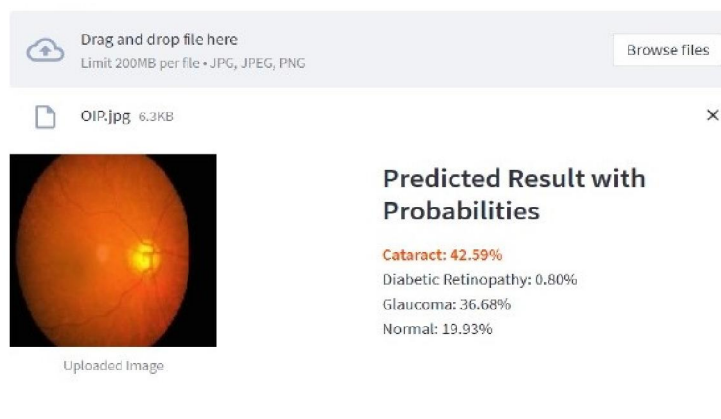 Drag and drop file here
Limit 200MB per file • JPG, JPEG, PNG
Browse files
OIP.jpg 6.3KB
Predicted Result with
Probabilities
Cataract: 42.59%
Diabetic Retinopathy: 0.80%
Glaucoma: 36.68%
Normal: 19.93%
Uploaded Image